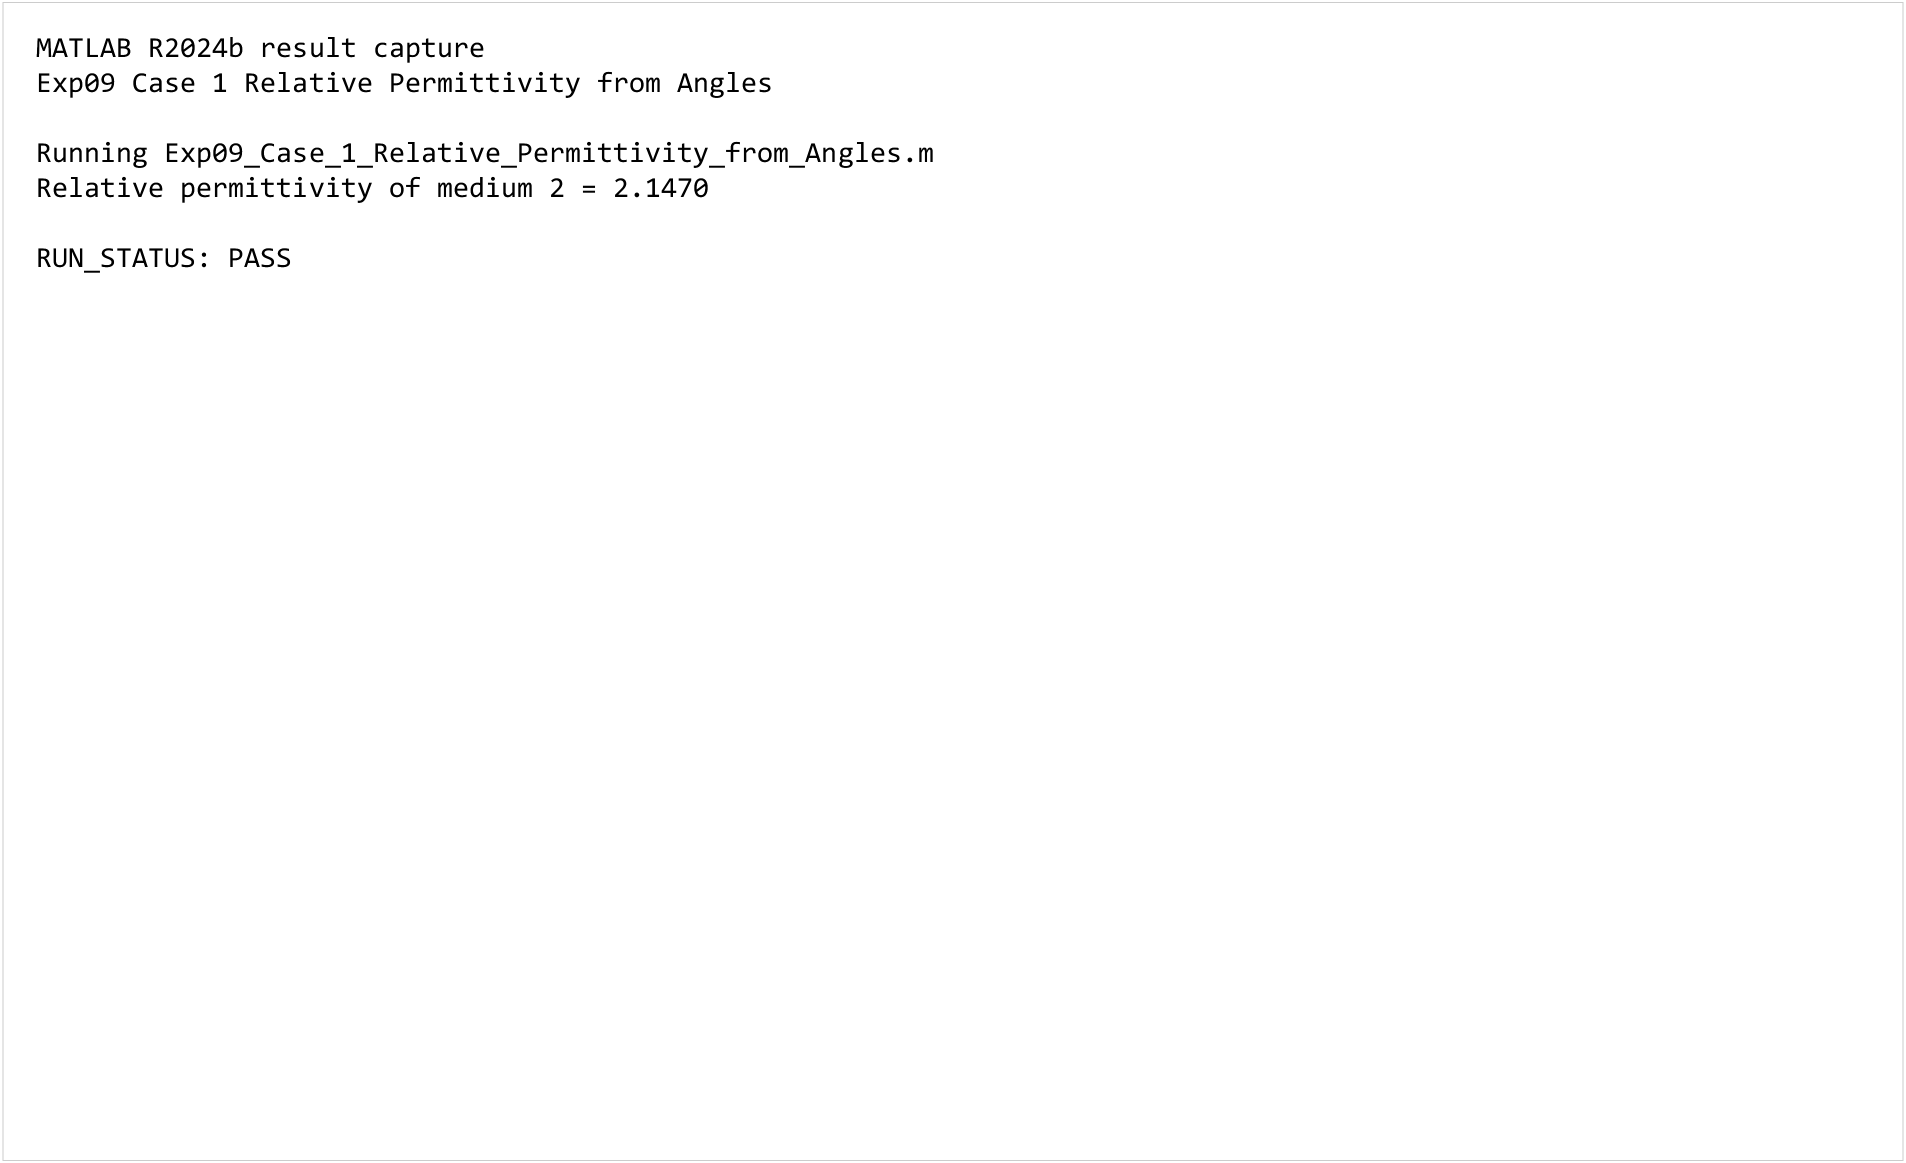 MATLAB R2024b result capture
Exp09 Case 1 Relative Permittivity from Angles
Running Exp09_Case_1_Relative_Permittivity_from_Angles.m
Relative permittivity of medium 2 = 2.1470
RUN_STATUS: PASS